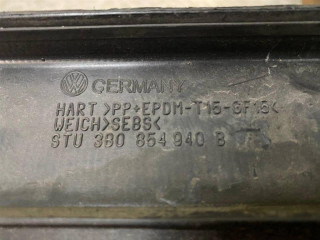 GERMANY
HART >PP+EPDM-T15-GF15<
WEICH>SEBS<
STU 3B0 854 940 B